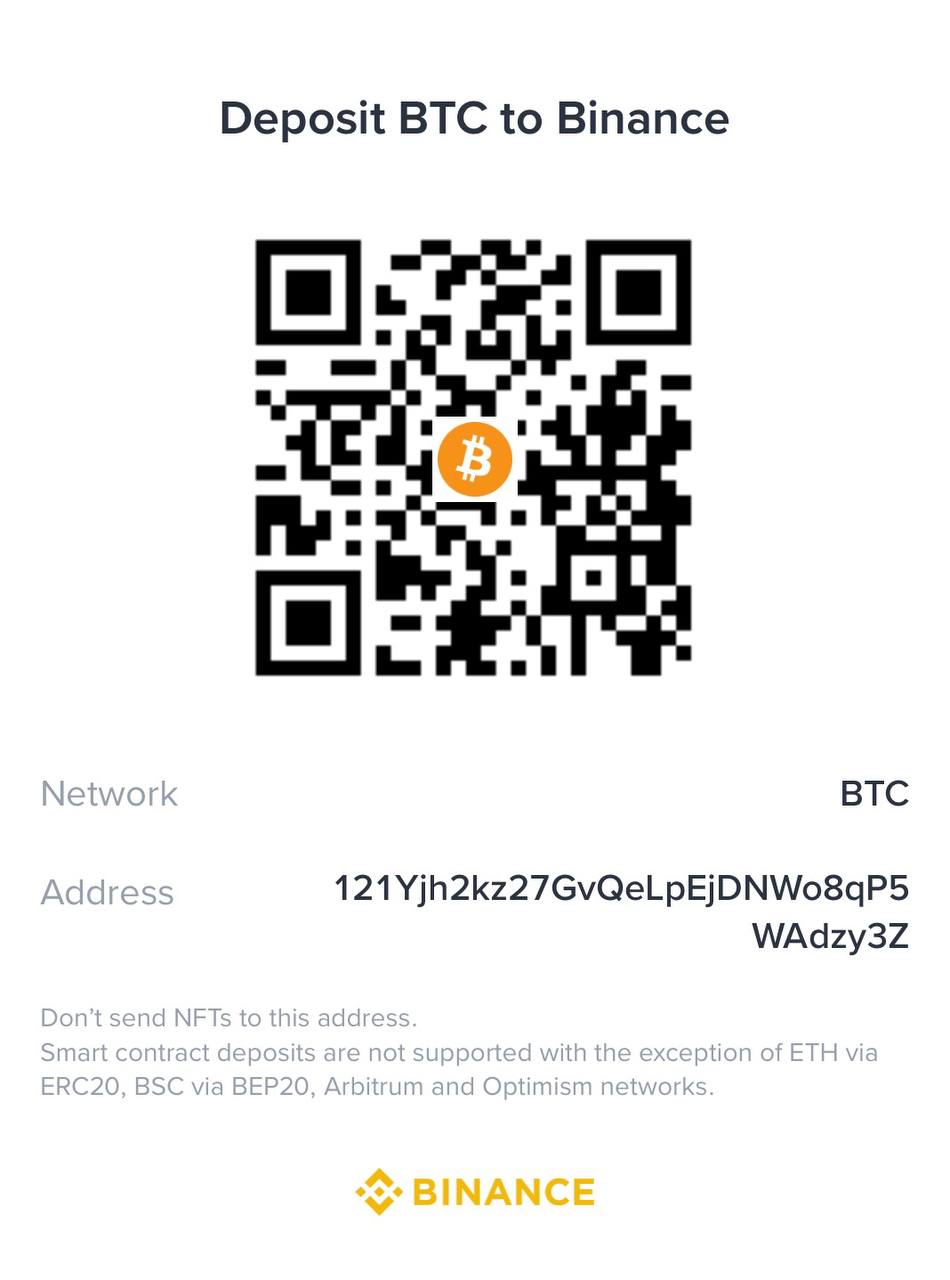 Deposit BTC to Binance
Network
BTC
Address
121Yjh2kz27GvQeLpEjDNWo8qP5
WAdzy3Z
Don’t send NFTs to this address.
Smart contract deposits are not supported with the exception of ETH via
ERC20, BSC via BEP20, Arbitrum and Optimism networks.
BINANCE